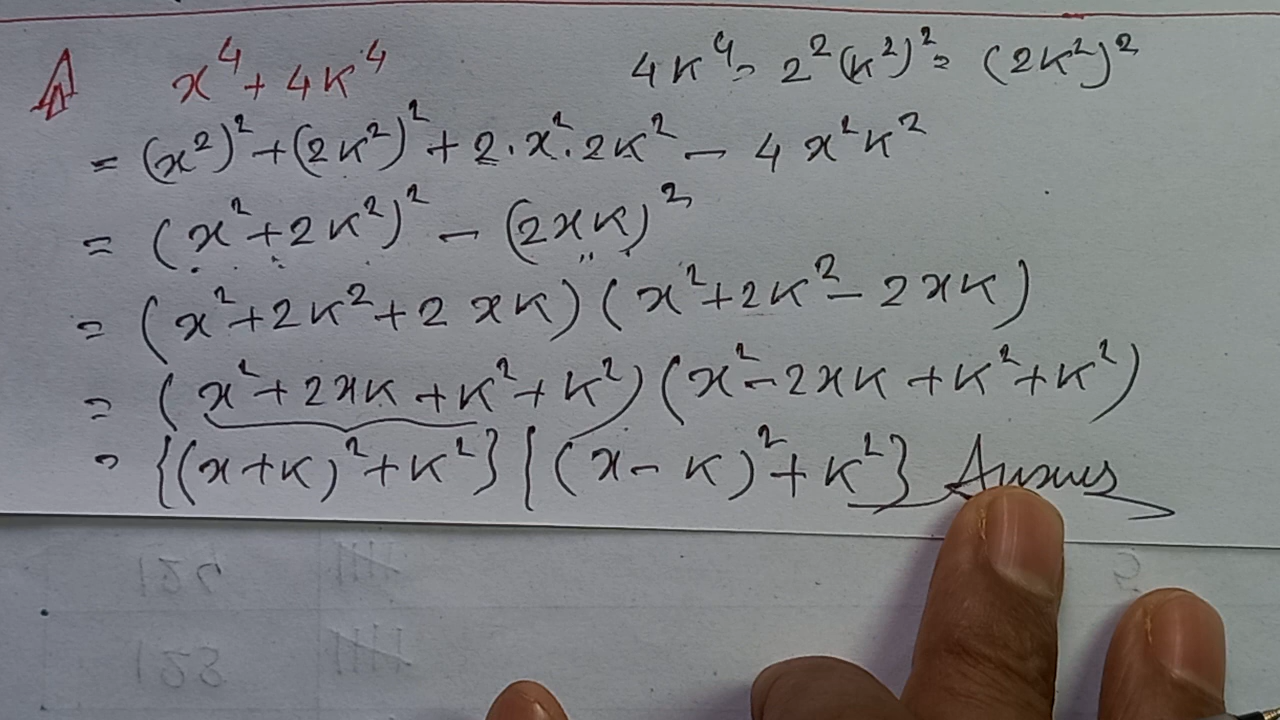 A x⁴ + 4K⁴ 4K⁴ = 2²(K²)² = (2K²)²
= (x²)² + (2K²)² + 2·x²·2K² − 4x²K²
= (x² + 2K²)² − (2xK)²
= (x² + 2K² + 2xK)(x² + 2K² − 2xK)
= (x² + 2xK + K² + K²)(x² − 2xK + K² + K²)
= {(x + K)² + K²}{(x − K)² + K²}
124
123